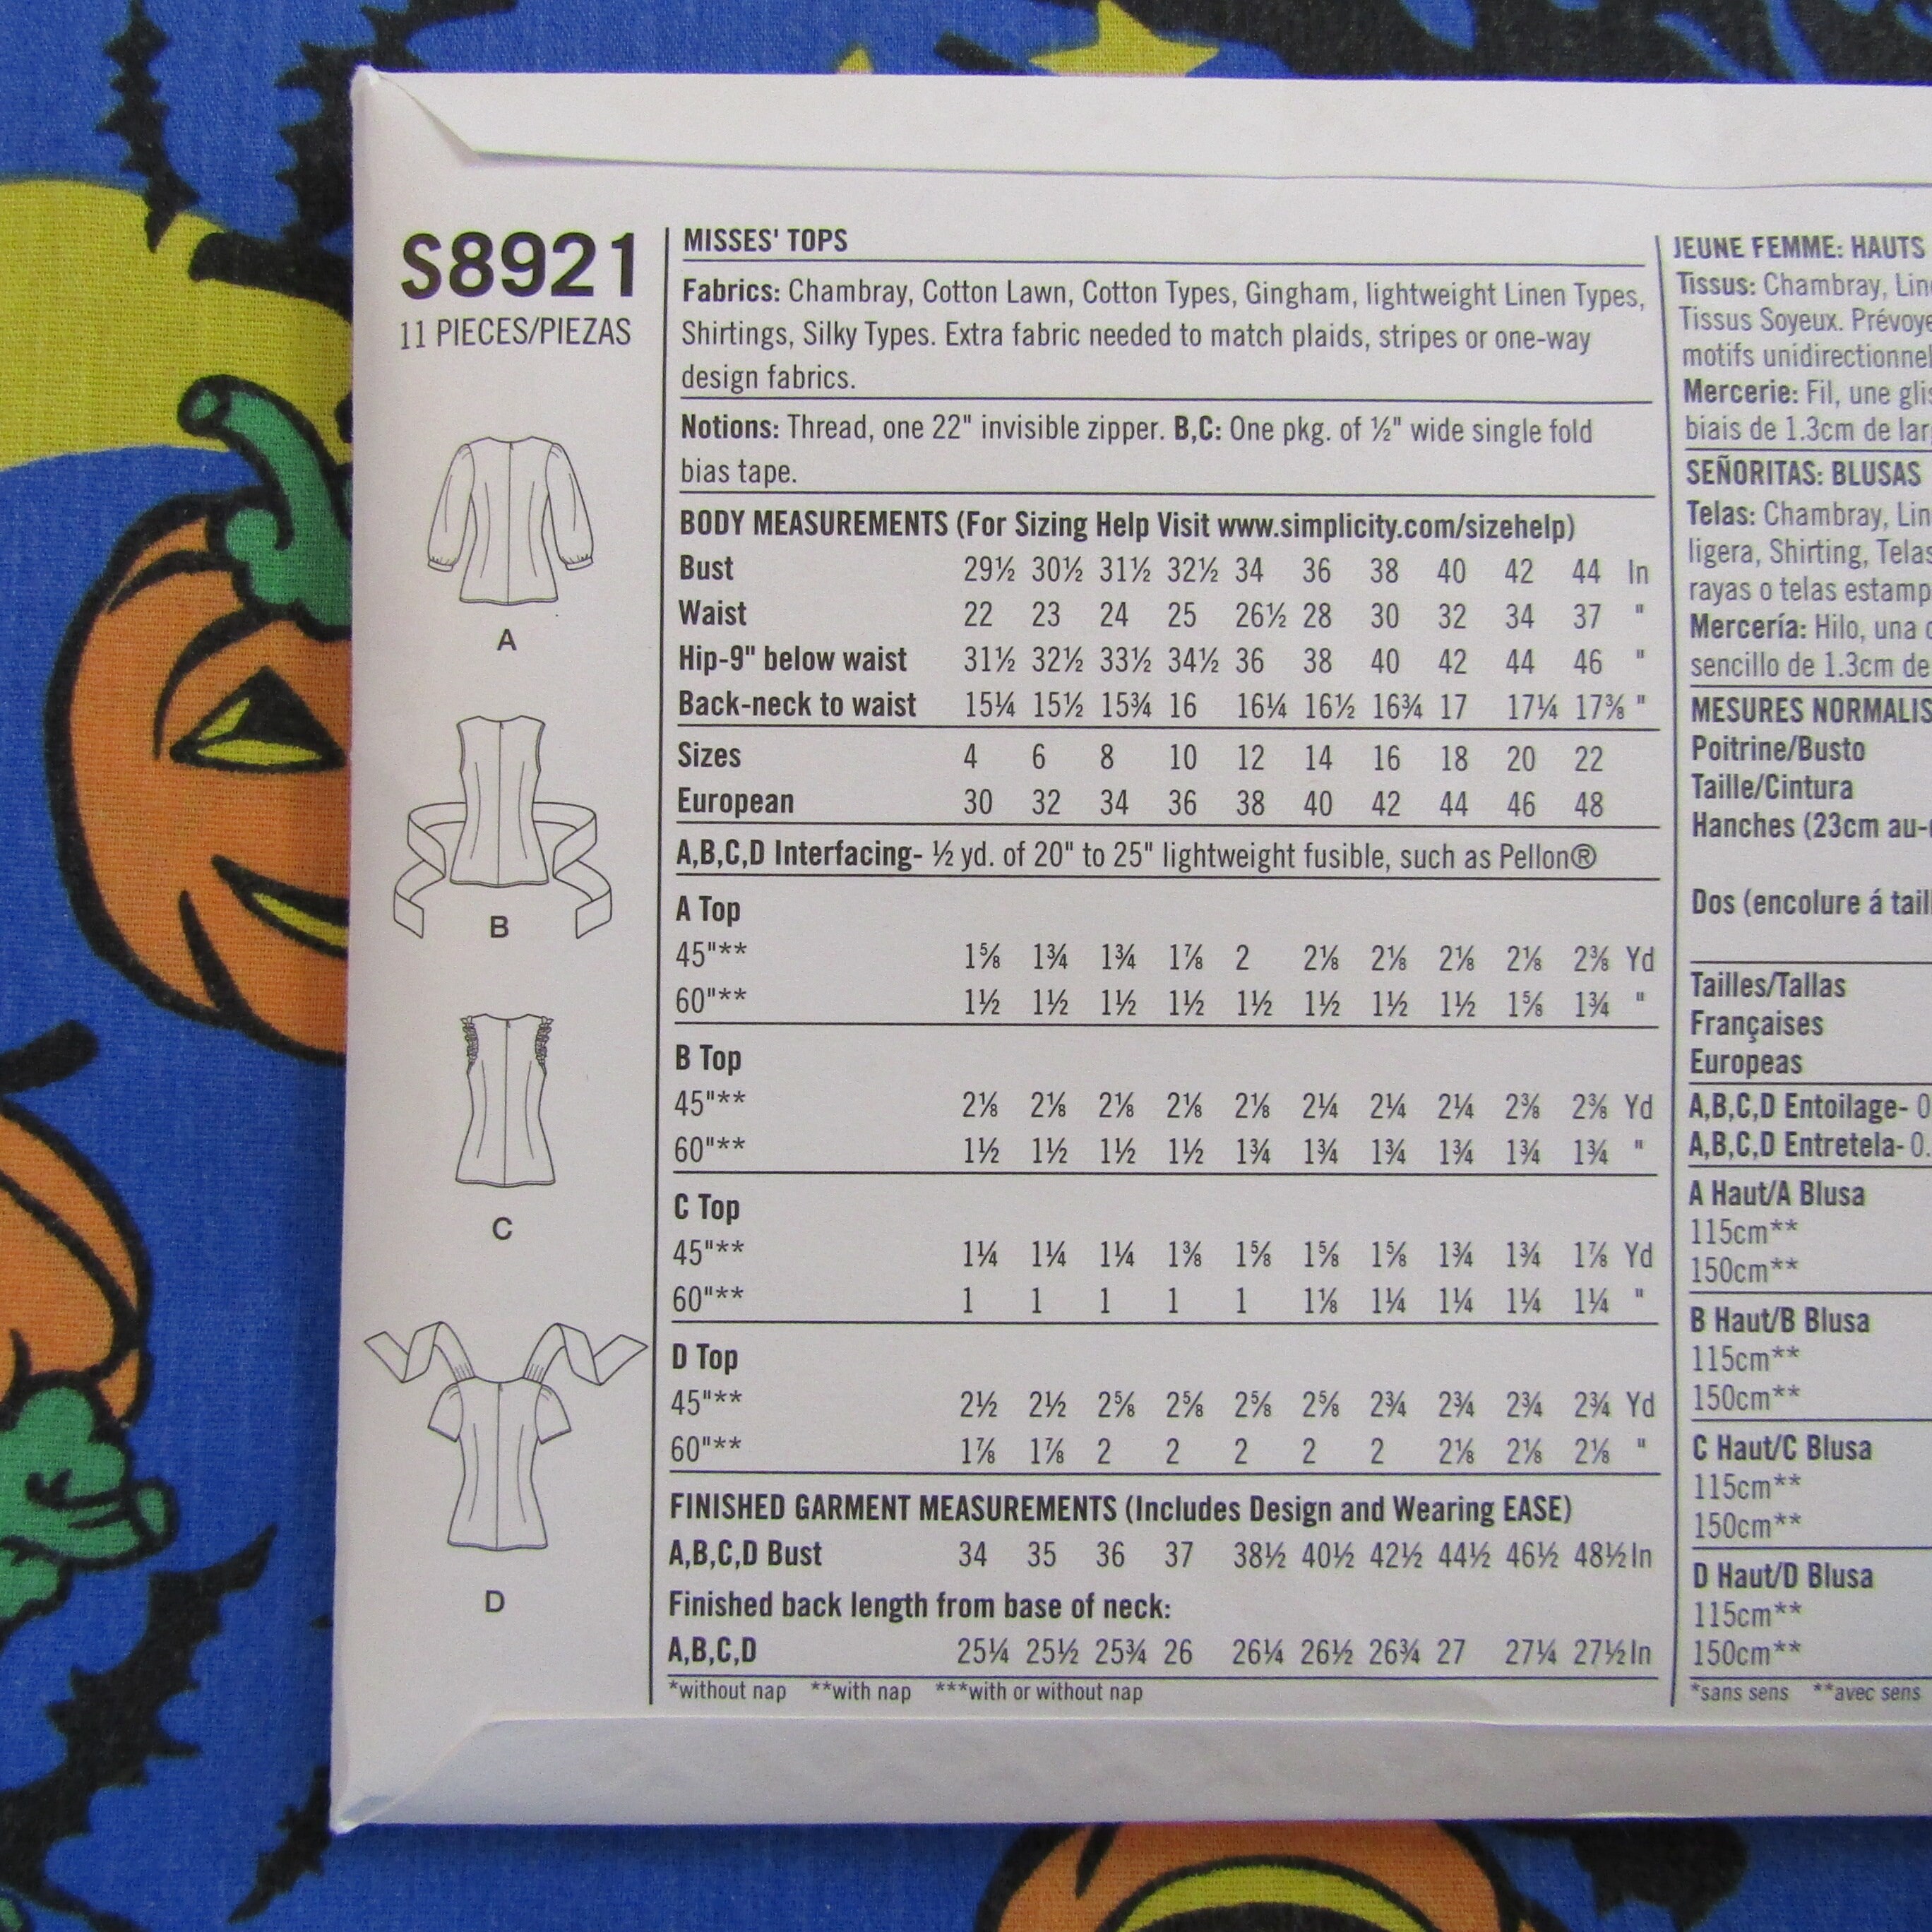 S8921
11 PIECES/PIEZAS
A
B
C
D
MISSES' TOPS
Fabrics: Chambray, Cotton Lawn, Cotton Types, Gingham, lightweight Linen Types,
Shirtings, Silky Types. Extra fabric needed to match plaids, stripes or one-way
design fabrics.
Notions: Thread, one 22" invisible zipper. B,C: One pkg. of ½" wide single fold
bias tape.
BODY MEASUREMENTS (For Sizing Help Visit www.simplicity.com/sizehelp)
Bust 29½ 30½ 31½ 32½ 34 36 38 40 42 44 In
Waist 22 23 24 25 26½ 28 30 32 34 37 "
Hip-9" below waist 31½ 32½ 33½ 34½ 36 38 40 42 44 46 "
Back-neck to waist 15¼ 15½ 15¾ 16 16¼ 16½ 16¾ 17 17¼ 17⅜ "
Sizes 4 6 8 10 12 14 16 18 20 22
European 30 32 34 36 38 40 42 44 46 48
A,B,C,D Interfacing- ½ yd. of 20" to 25" lightweight fusible, such as Pellon®
A Top
45"** 1⅝ 1¾ 1¾ 1⅞ 2 2⅛ 2⅛ 2⅛ 2⅛ 2⅜ Yd
60"** 1½ 1½ 1½ 1½ 1½ 1½ 1½ 1½ 1⅝ 1¾ "
B Top
45"** 2⅛ 2⅛ 2⅛ 2⅛ 2⅛ 2¼ 2¼ 2¼ 2⅜ 2⅜ Yd
60"** 1½ 1½ 1½ 1½ 1¾ 1¾ 1¾ 1¾ 1¾ 1¾ "
C Top
45"** 1¼ 1¼ 1¼ 1⅜ 1⅝ 1⅝ 1⅝ 1¾ 1¾ 1⅞ Yd
60"** 1 1 1 1 1 1⅛ 1¼ 1¼ 1¼ 1¼ "
D Top
45"** 2½ 2½ 2⅝ 2⅝ 2⅝ 2⅝ 2¾ 2¾ 2¾ 2¾ Yd
60"** 1⅞ 1⅞ 2 2 2 2 2 2⅛ 2⅛ 2⅛ "
FINISHED GARMENT MEASUREMENTS (Includes Design and Wearing EASE)
A,B,C,D Bust 34 35 36 37 38½ 40½ 42½ 44½ 46½ 48½ In
Finished back length from base of neck:
A,B,C,D 25¼ 25½ 25¾ 26 26¼ 26½ 26¾ 27 27¼ 27½ In
*without nap **with nap ***with or without nap
JEUNE FEMME: HAUTS
Tissus: Chambray,
Tissus Soyeux.
motifs
Mercerie: Fil, une
biais de 1.3cm de
SEÑORITAS: BLUSAS
Telas: Chambray,
ligera, Shirting,
rayas o telas
Mercería: Hilo, una
sencillo de 1.3cm de
MESURES
Poitrine/Busto
Taille/Cintura
Hanches (23cm
Dos (encolure á
Tailles/Tallas
Françaises
Europeas
A,B,C,D Entoilage-
A,B,C,D Entretela-
A Haut/A Blusa
115cm**
150cm**
B Haut/B Blusa
115cm**
150cm**
C Haut/C Blusa
115cm**
150cm**
D Haut/D Blusa
115cm**
150cm**
*sans sens **avec sens